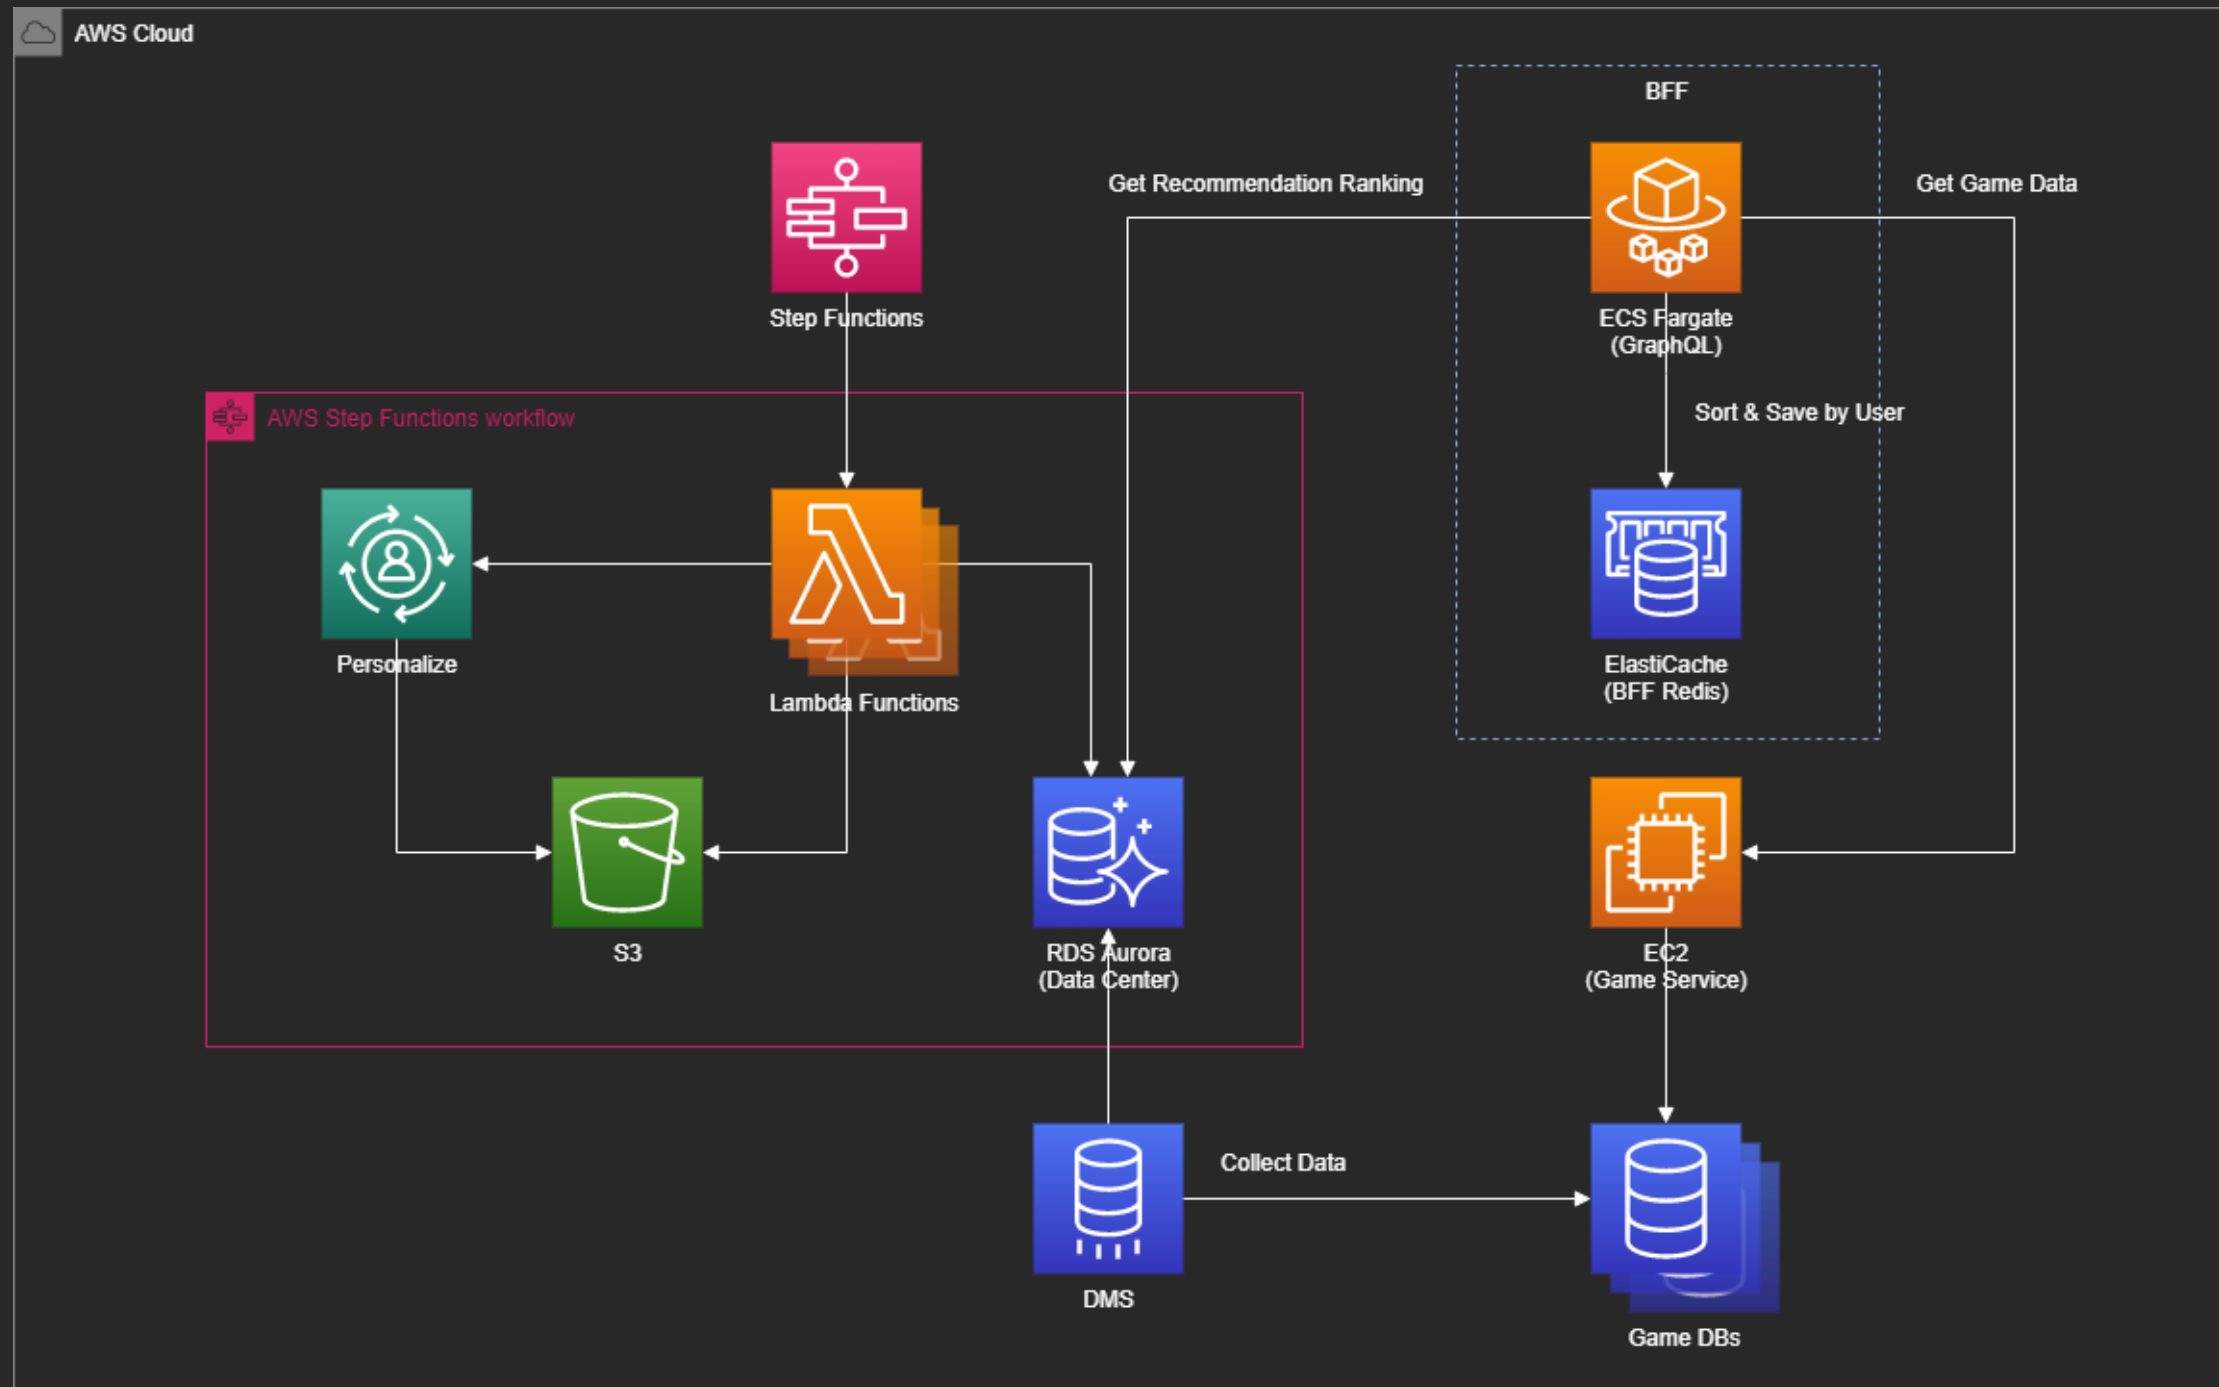 AWS Cloud
BFF
Get Recommendation Ranking
Get Game Data
Step Functions
ECS Fargate
(GraphQL)
Sort & Save by User
AWS Step Functions workflow
Personalize
Lambda Functions
ElastiCache
(BFF Redis)
S3
RDS Aurora
(Data Center)
EC2
(Game Service)
Collect Data
DMS
Game DBs